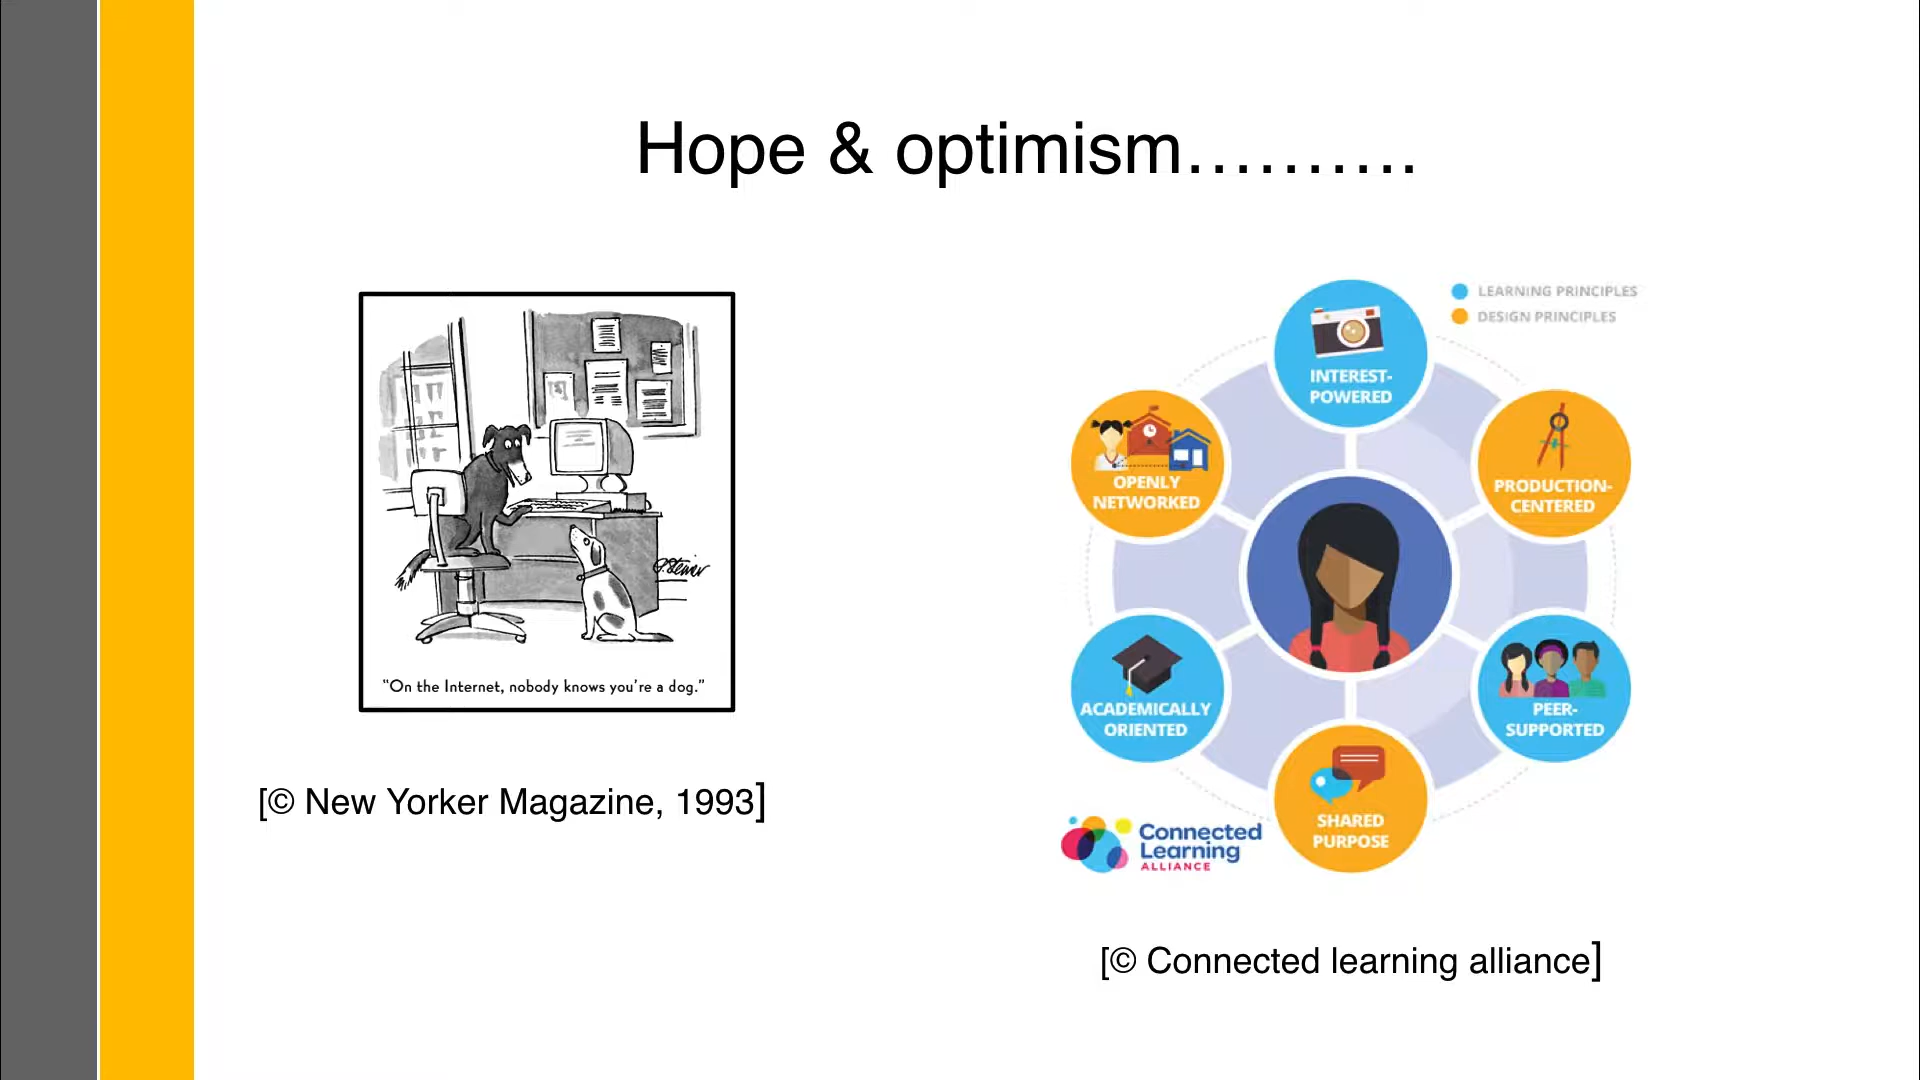 Hope & optimism……….
P. Steiner
“On the Internet, nobody knows you’re a dog.”
[© New Yorker Magazine, 1993]
LEARNING PRINCIPLES
DESIGN PRINCIPLES
INTEREST-
POWERED
OPENLY
NETWORKED
PRODUCTION-
CENTERED
ACADEMICALLY
ORIENTED
PEER-
SUPPORTED
SHARED
PURPOSE
Connected
Learning
ALLIANCE
[© Connected learning alliance]